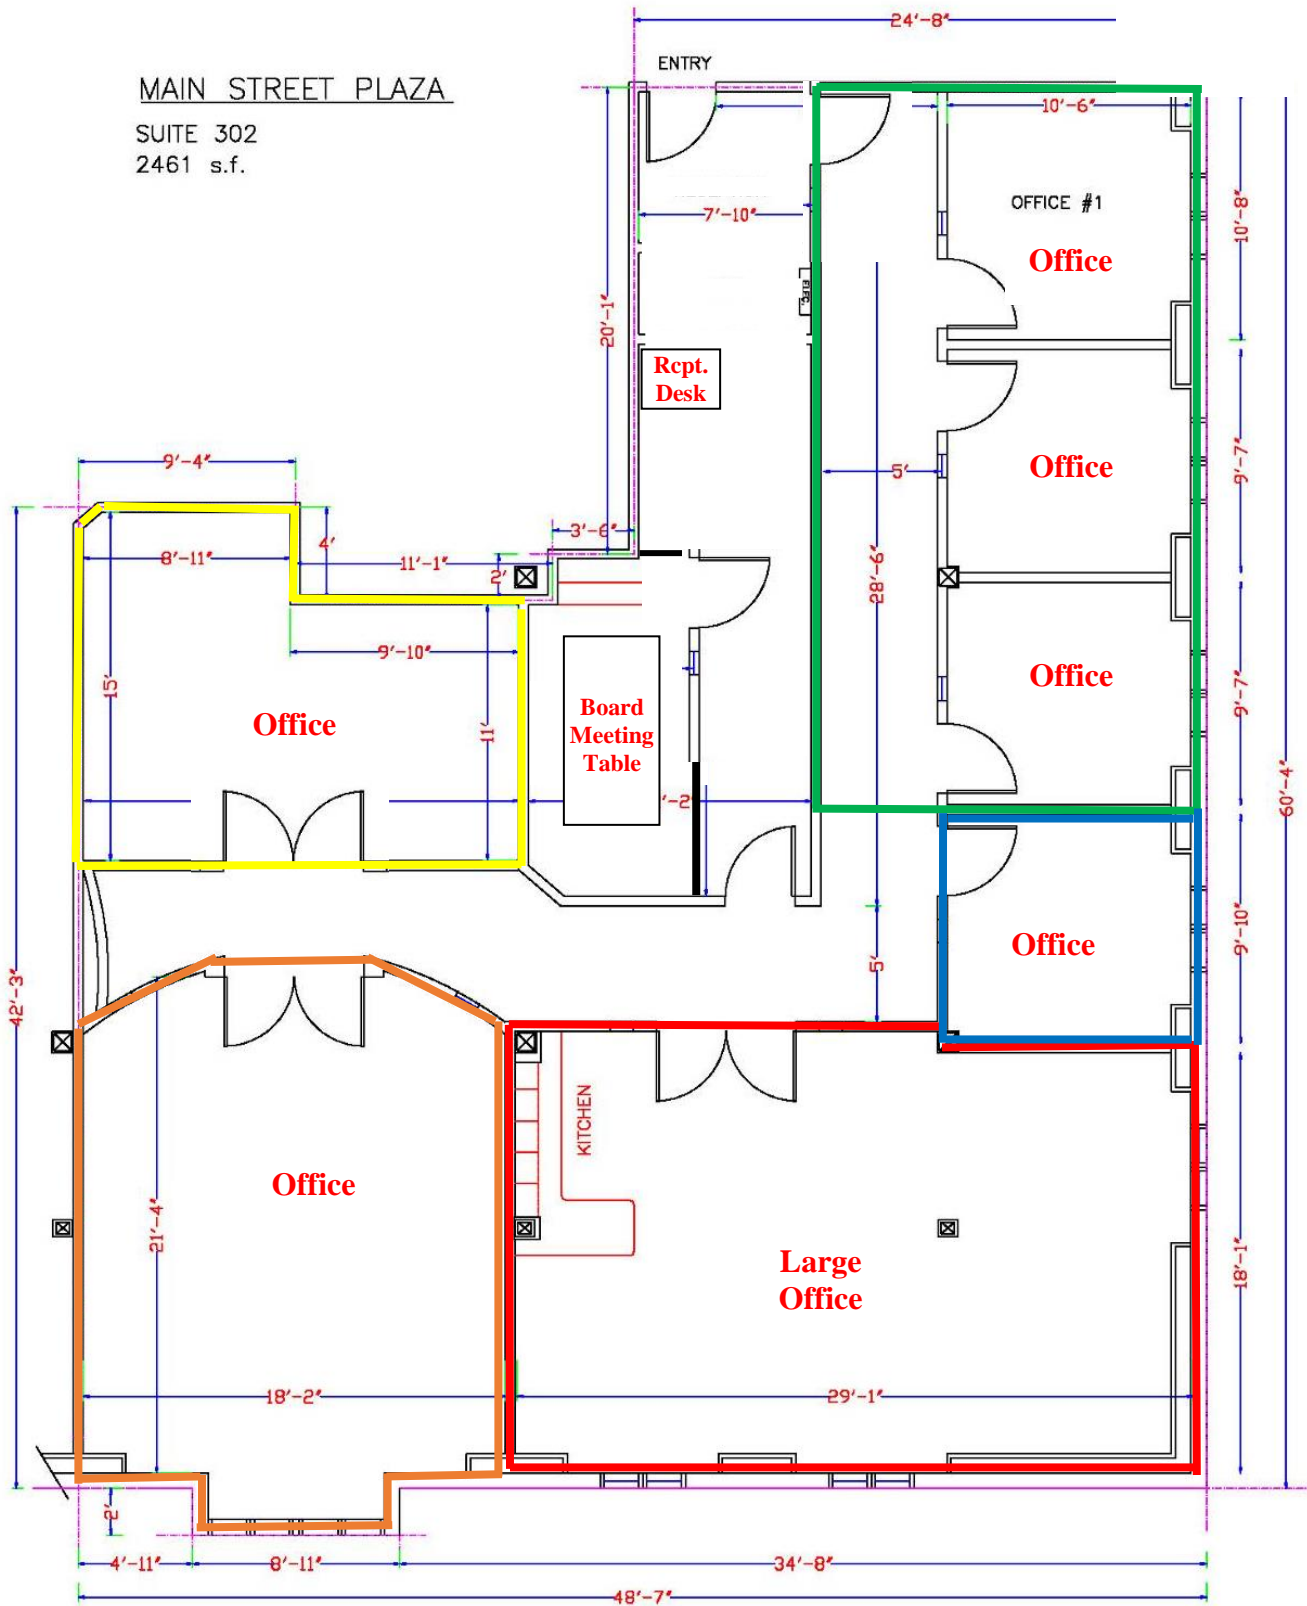 24'-8"
ENTRY
MAIN STREET PLAZA
SUITE 302
2461 s.f.
10'-6"
OFFICE #1
7'-10"
10'-8"
Office
ELEC.
20'-1"
Rcpt.
Desk
9'-4"
5'
Office
9'-7"
3'-6"
4'
8'-11"
11'-1"
2'
28'-6"
9'-10"
15'
Office
11'
Board
Meeting
Table
Office
9'-7"
60'-4"
'-2"
42'-3"
5'
Office
9'-10"
KITCHEN
Office
21'-4"
Large
Office
18'-1"
18'-2"
29'-1"
2'
4'-11"
8'-11"
34'-8"
48'-7"